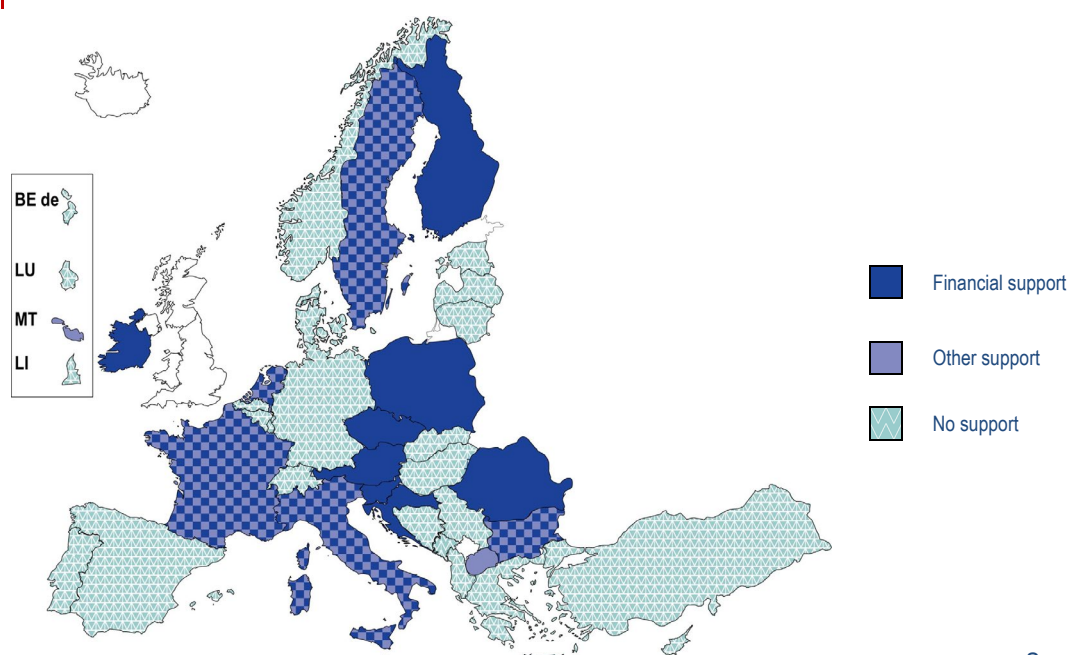 BE de
LU
MT
LI
Financial support
Other support
No support